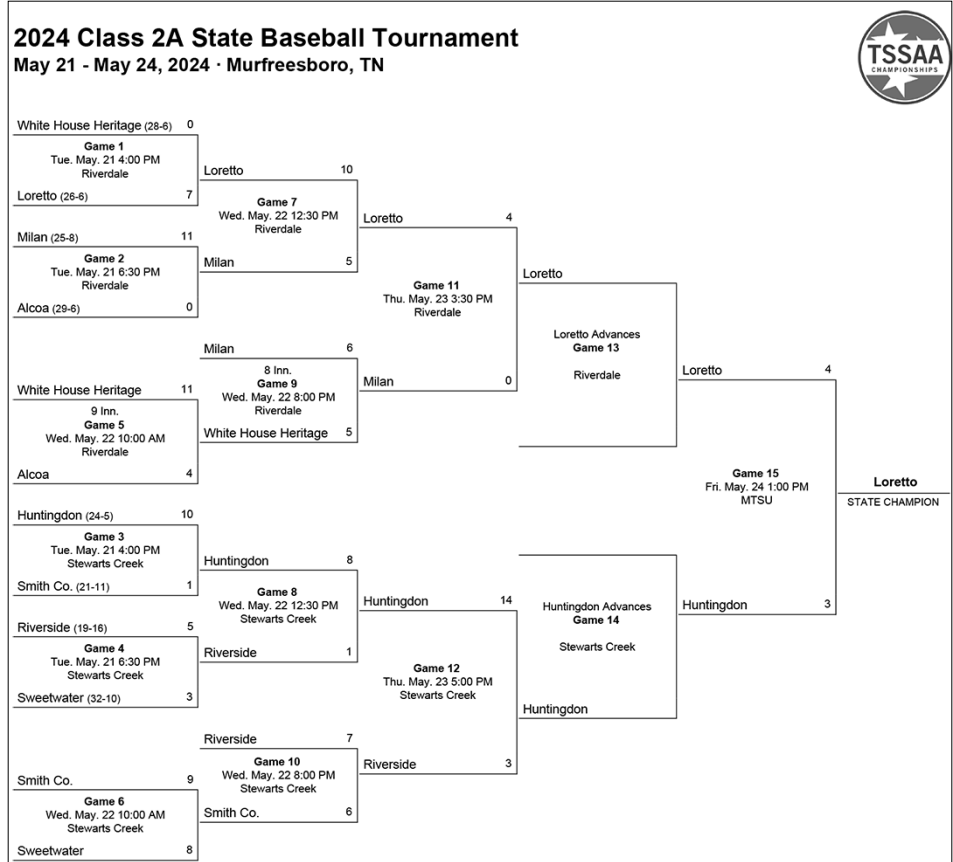 2024 Class 2A State Baseball Tournament
May 21 - May 24, 2024 · Murfreesboro, TN
TSSAA
CHAMPIONSHIPS
White House Heritage (28-6) 0
Game 1
Tue. May. 21 4:00 PM
Riverdale
Loretto (26-6) 7
Loretto 10
Game 7
Wed. May. 22 12:30 PM
Riverdale
Milan 5
Milan (25-8) 11
Game 2
Tue. May. 21 6:30 PM
Riverdale
Alcoa (29-6) 0
Loretto 4
Game 11
Thu. May. 23 3:30 PM
Riverdale
Milan 0
Milan 6
8 Inn.
Game 9
Wed. May. 22 8:00 PM
Riverdale
White House Heritage 5
White House Heritage 11
9 Inn.
Game 5
Wed. May. 22 10:00 AM
Riverdale
Alcoa 4
Loretto
Loretto Advances
Game 13
Riverdale
Loretto 4
Game 15
Fri. May. 24 1:00 PM
MTSU
Huntingdon 3
Loretto
STATE CHAMPION
Huntingdon (24-5) 10
Game 3
Tue. May. 21 4:00 PM
Stewarts Creek
Smith Co. (21-11) 1
Huntingdon 8
Game 8
Wed. May. 22 12:30 PM
Stewarts Creek
Riverside 1
Riverside (19-16) 5
Game 4
Tue. May. 21 6:30 PM
Stewarts Creek
Sweetwater (32-10) 3
Huntingdon 14
Game 12
Thu. May. 23 5:00 PM
Stewarts Creek
Riverside 3
Huntingdon Advances
Game 14
Stewarts Creek
Huntingdon
Riverside 7
Game 10
Wed. May. 22 8:00 PM
Stewarts Creek
Smith Co. 6
Smith Co. 9
Game 6
Wed. May. 22 10:00 AM
Stewarts Creek
Sweetwater 8